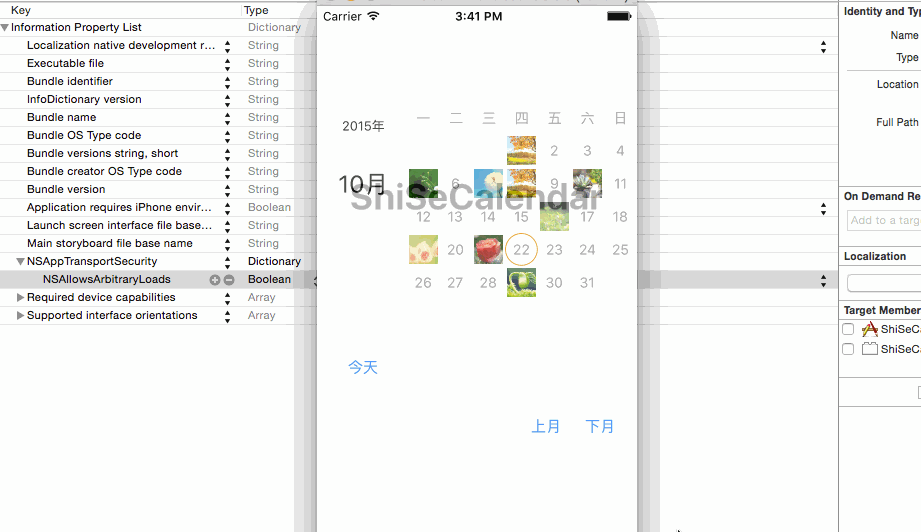 Key Type
Information Property List Dictionary
Localization native development r... String
Executable file String
Bundle identifier String
InfoDictionary version String
Bundle name String
Bundle OS Type code String
Bundle versions string, short String
Bundle creator OS Type code String
Bundle version String
Application requires iPhone envir... Boolean
Launch screen interface file base... String
Main storyboard file base name String
NSAppTransportSecurity Dictionary
NSAllowsArbitraryLoads Boolean
Required device capabilities Array
Supported interface orientations Array
Carrier 3:41 PM
2015年
10月
一 二 三 四 五 六 日
2 3 4
6 9 11
ShiSeCalendar
12 13 14 15 17 18
20 22 23 24 25
26 27 28 30 31
今天
上月 下月
Identity and Typ
Name
Type
Location
Full Path
On Demand Re
Add to a targ
Localization
Target Member
ShiSeCa
ShiSeCa